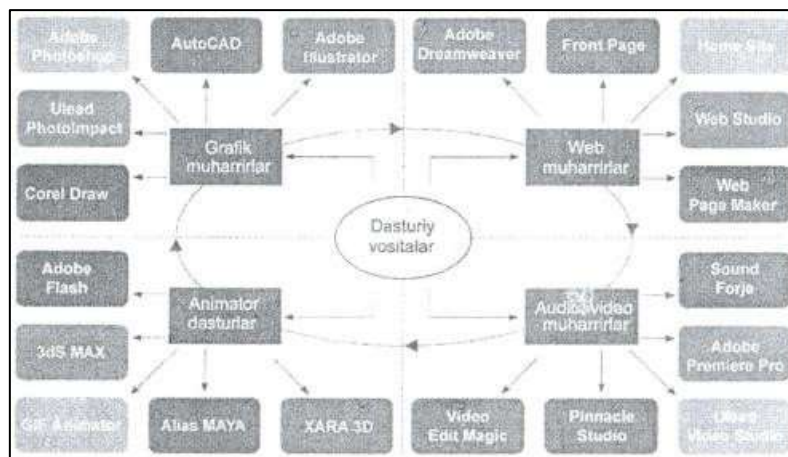 Adobe
Photoshop
AutoCAD
Adobe
Illustrator
Adobe
Dreamweaver
Front Page
Home Site
Ulead
PhotoImpact
Grafik
muharrirlar
Web
muharrirlar
Web Studio
Corel Draw
Web
Page Maker
Dasturiy
vositalar
Adobe
Flash
Animator
dasturlar
Audio-video
muharrirlar
Sound
Forje
3dS MAX
Adobe
Premiere Pro
GIF Animator
Alias MAYA
XARA 3D
Video
Edit Magic
Pinnacle
Studio
Ulead
Video Studio